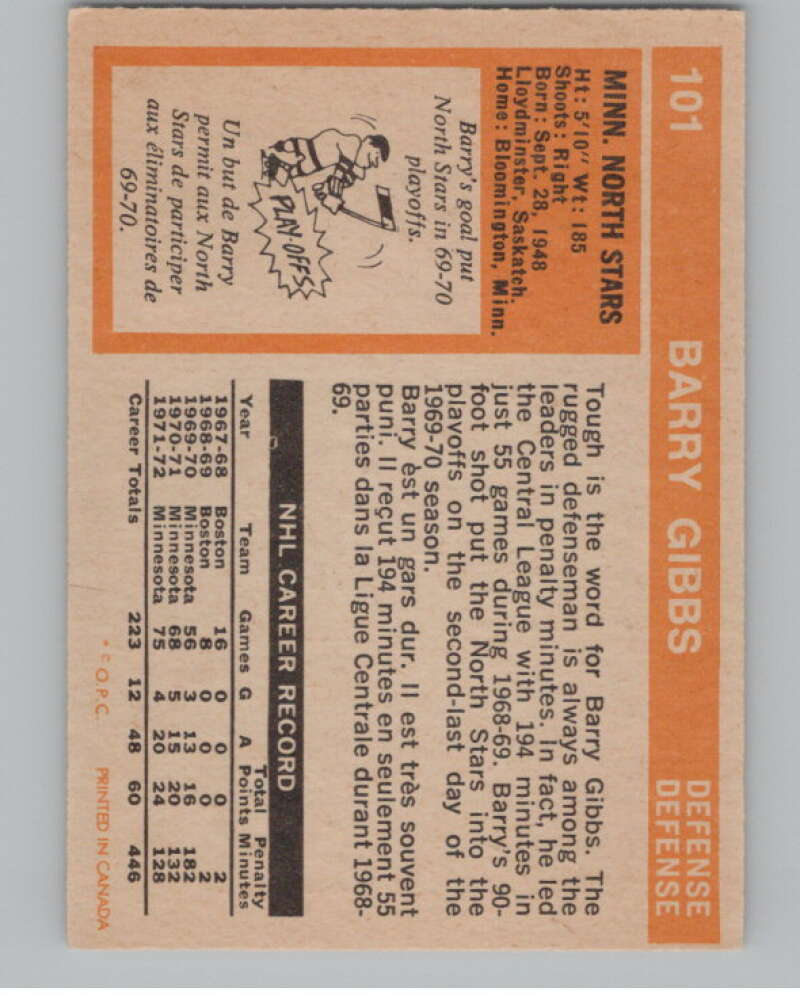 101
BARRY GIBBS
DEFENSE
DEFENSE
MINN. NORTH STARS
Ht: 5'10" Wt: 185
Shoots: Right
Born: Sept. 28, 1948
Lloydminster, Saskatch.
Home: Bloomington, Minn.
Barry's goal put
North Stars in 69-70
playoffs.
PLAY-OFFS
Un but de Barry
permit aux North
Stars de participer
aux éliminatoires de
69-70.
Tough is the word for Barry Gibbs. The
rugged defenseman is always among the
leaders in penalty minutes. In fact, he led
the Central League with 194 minutes in
just 55 games during 1968-69. Barry's 90-
foot shot put the North Stars into the
playoffs on the second-last day of the
1969-70 season.
Barry est un gars dur. Il est très souvent
puni. Il reçut 194 minutes en seulement 55
parties dans la Ligue Centrale durant 1968-
69.
NHL CAREER RECORD
Total Penalty
Year Team Games G A Points Minutes
1967-68 Boston 16 0 0 0 2
1968-69 Boston 8 0 0 0 2
1969-70 Minnesota 56 3 13 16 182
1970-71 Minnesota 68 5 15 20 132
1971-72 Minnesota 75 4 20 24 128
Career Totals 223 12 48 60 446
* © O.P.C. PRINTED IN CANADA